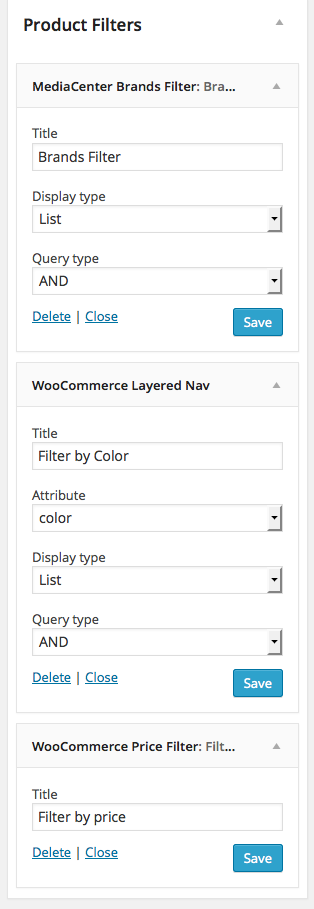 Product Filters
MediaCenter Brands Filter: Bra...
Title
Brands Filter
Display type
List
Query type
AND
Delete | Close
Save
WooCommerce Layered Nav
Title
Filter by Color
Attribute
color
Display type
List
Query type
AND
Delete | Close
Save
WooCommerce Price Filter: Filt...
Title
Filter by price
Delete | Close
Save